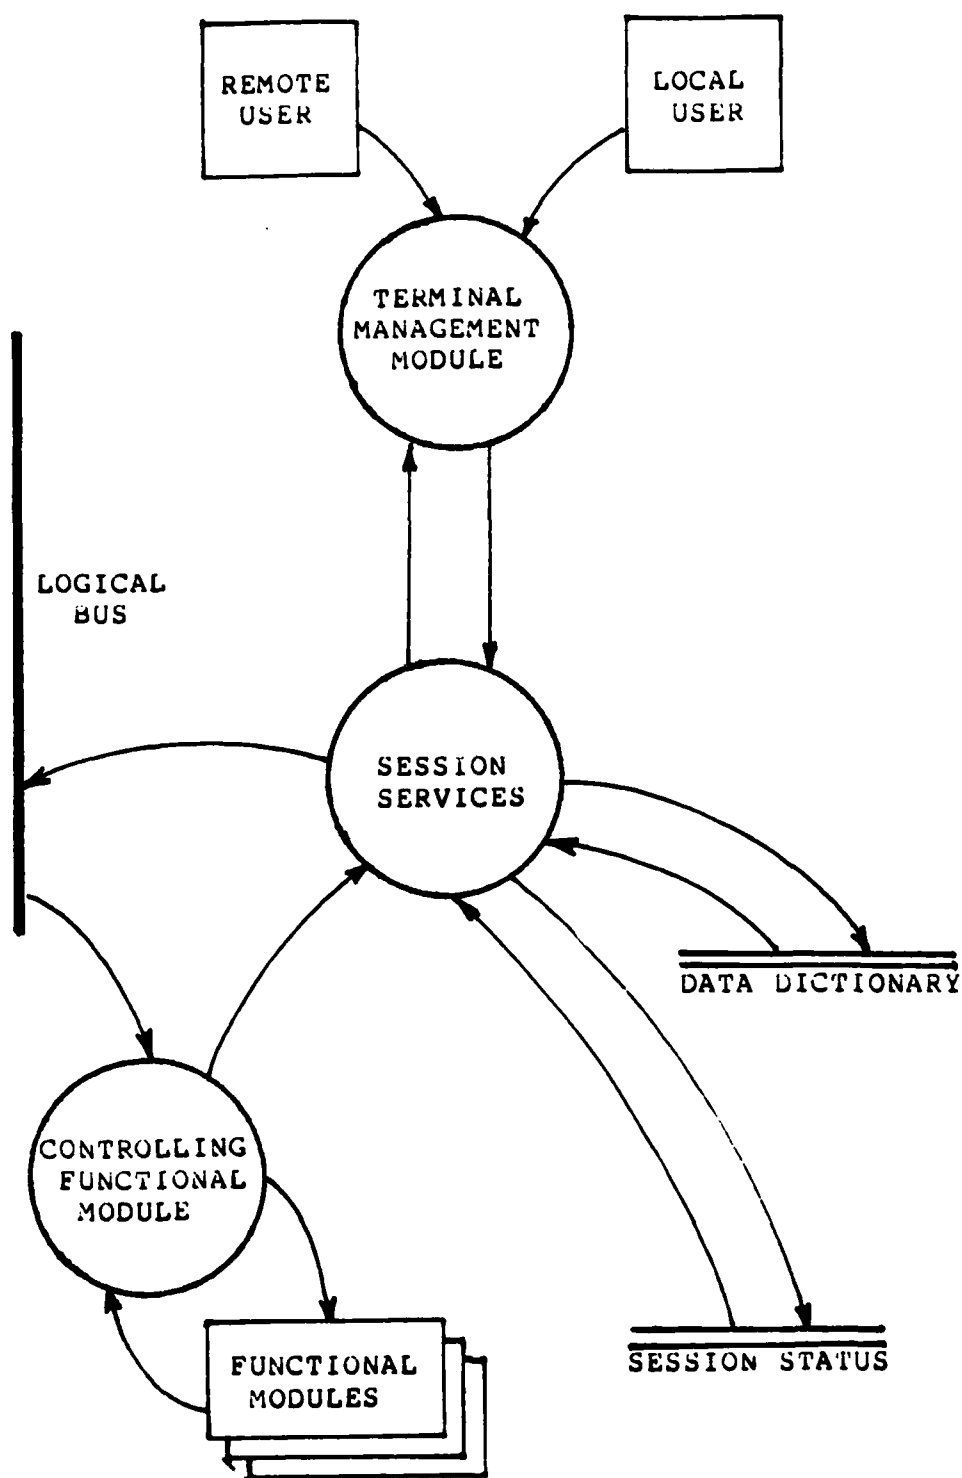 REMOTE
USER
LOCAL
USER
TERMINAL
MANAGEMENT
MODULE
LOGICAL
BUS
SESSION
SERVICES
DATA DICTIONARY
CONTROLLING
FUNCTIONAL
MODULE
FUNCTIONAL
MODULES
SESSION STATUS